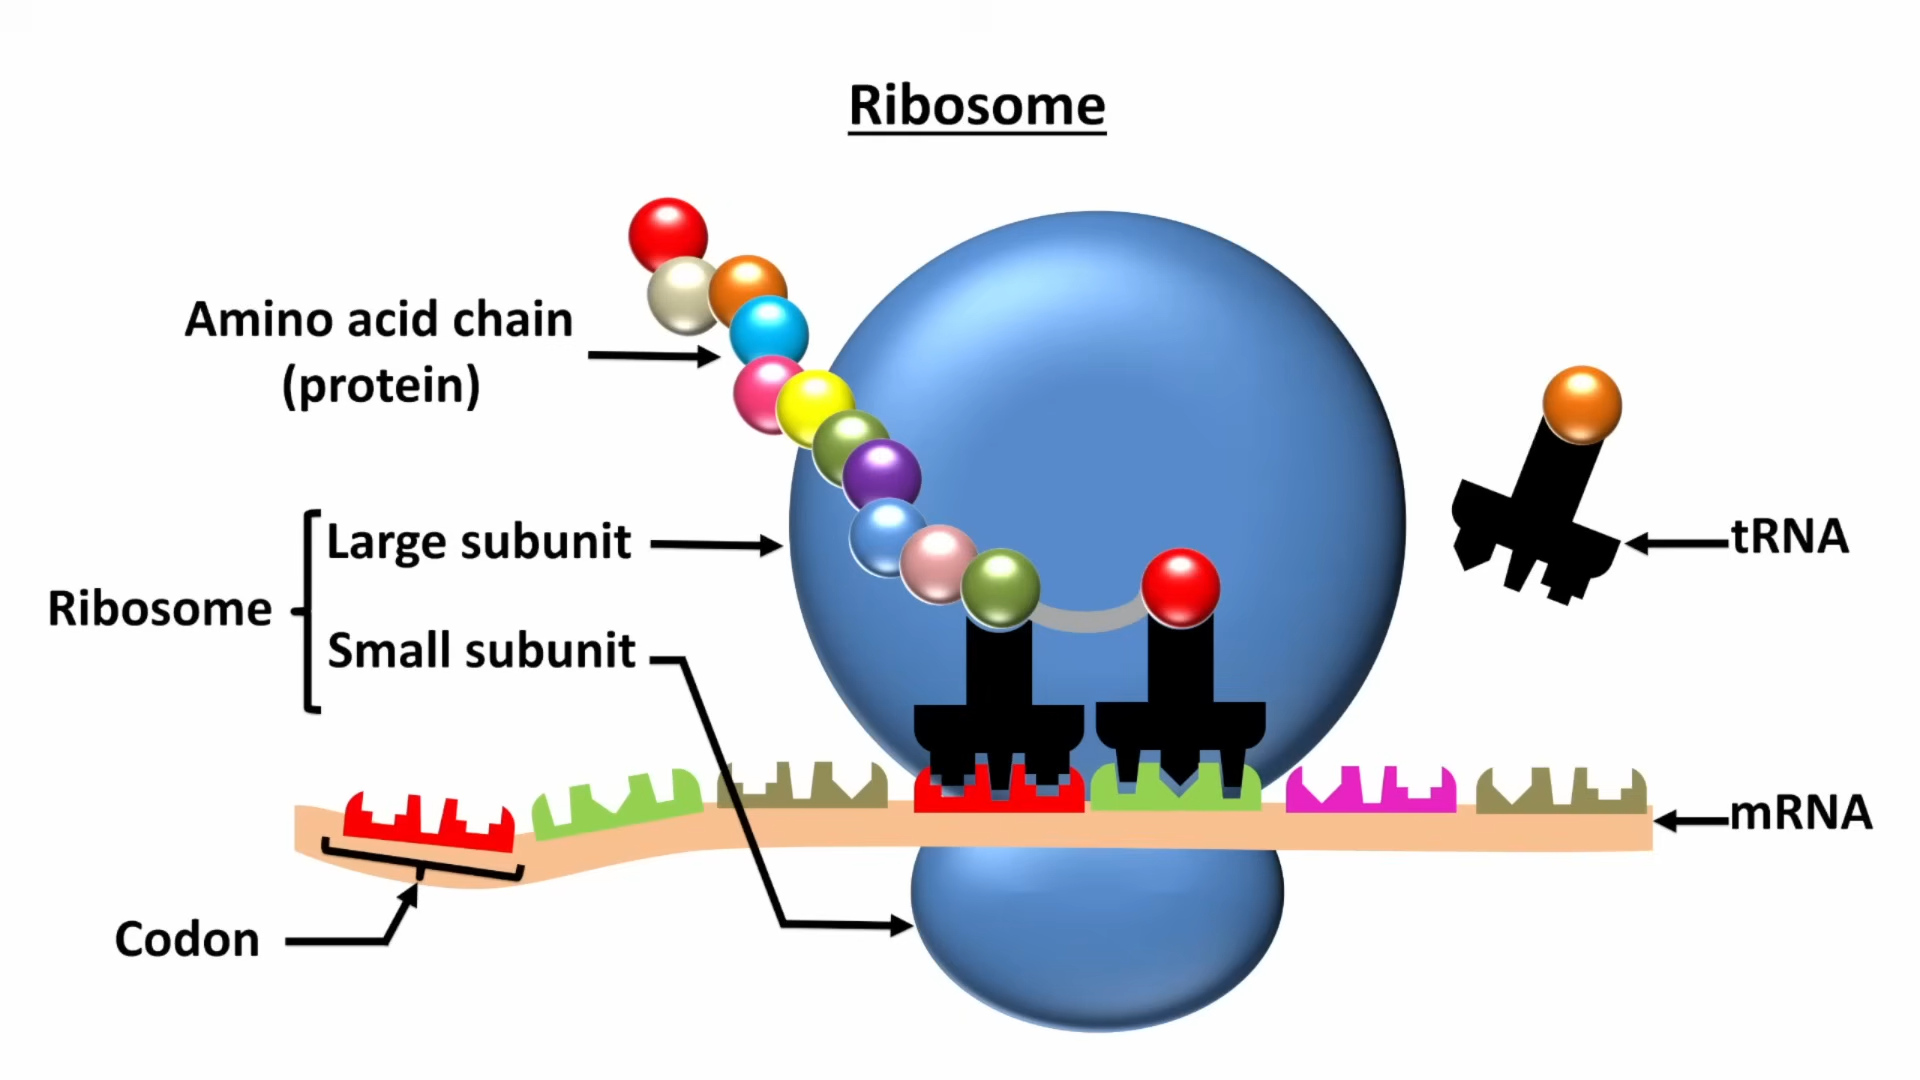 Ribosome
Amino acid chain
(protein)
Large subunit
Ribosome
Small subunit
tRNA
mRNA
Codon